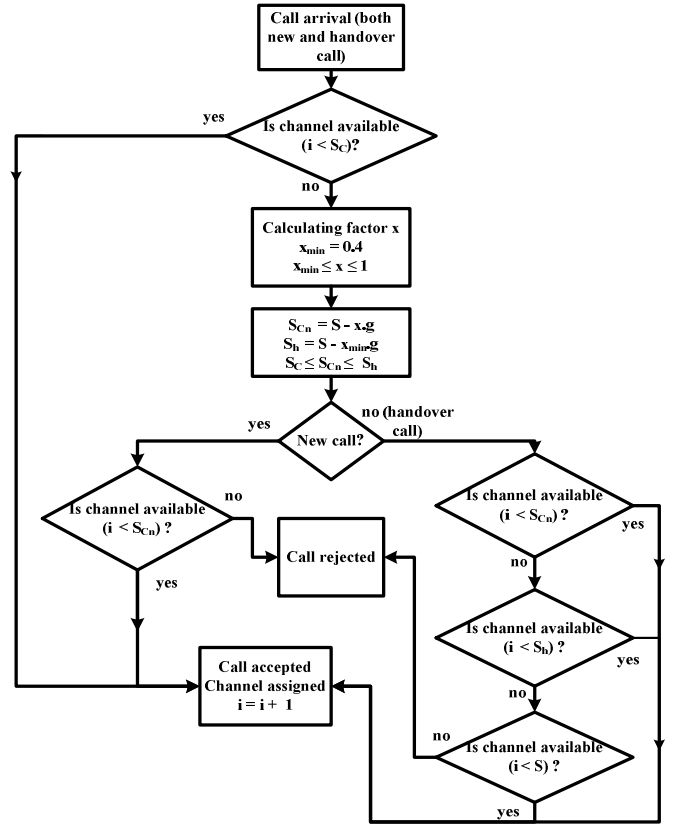 Call arrival (both
new and handover
call)
yes
Is channel available
(i < SC)?
no
Calculating factor x
xmin = 0.4
xmin ≤ x ≤ 1
SCn = S - x.g
Sh = S - xmin.g
SC ≤ SCn ≤ Sh
yes
New call?
no (handover
call)
Is channel available
(i < SCn) ?
no
yes
Call rejected
Is channel available
(i < SCn) ?
yes
no
Is channel available
(i < Sh) ?
yes
no
Call accepted
Channel assigned
i = i + 1
no
Is channel available
(i < S) ?
yes